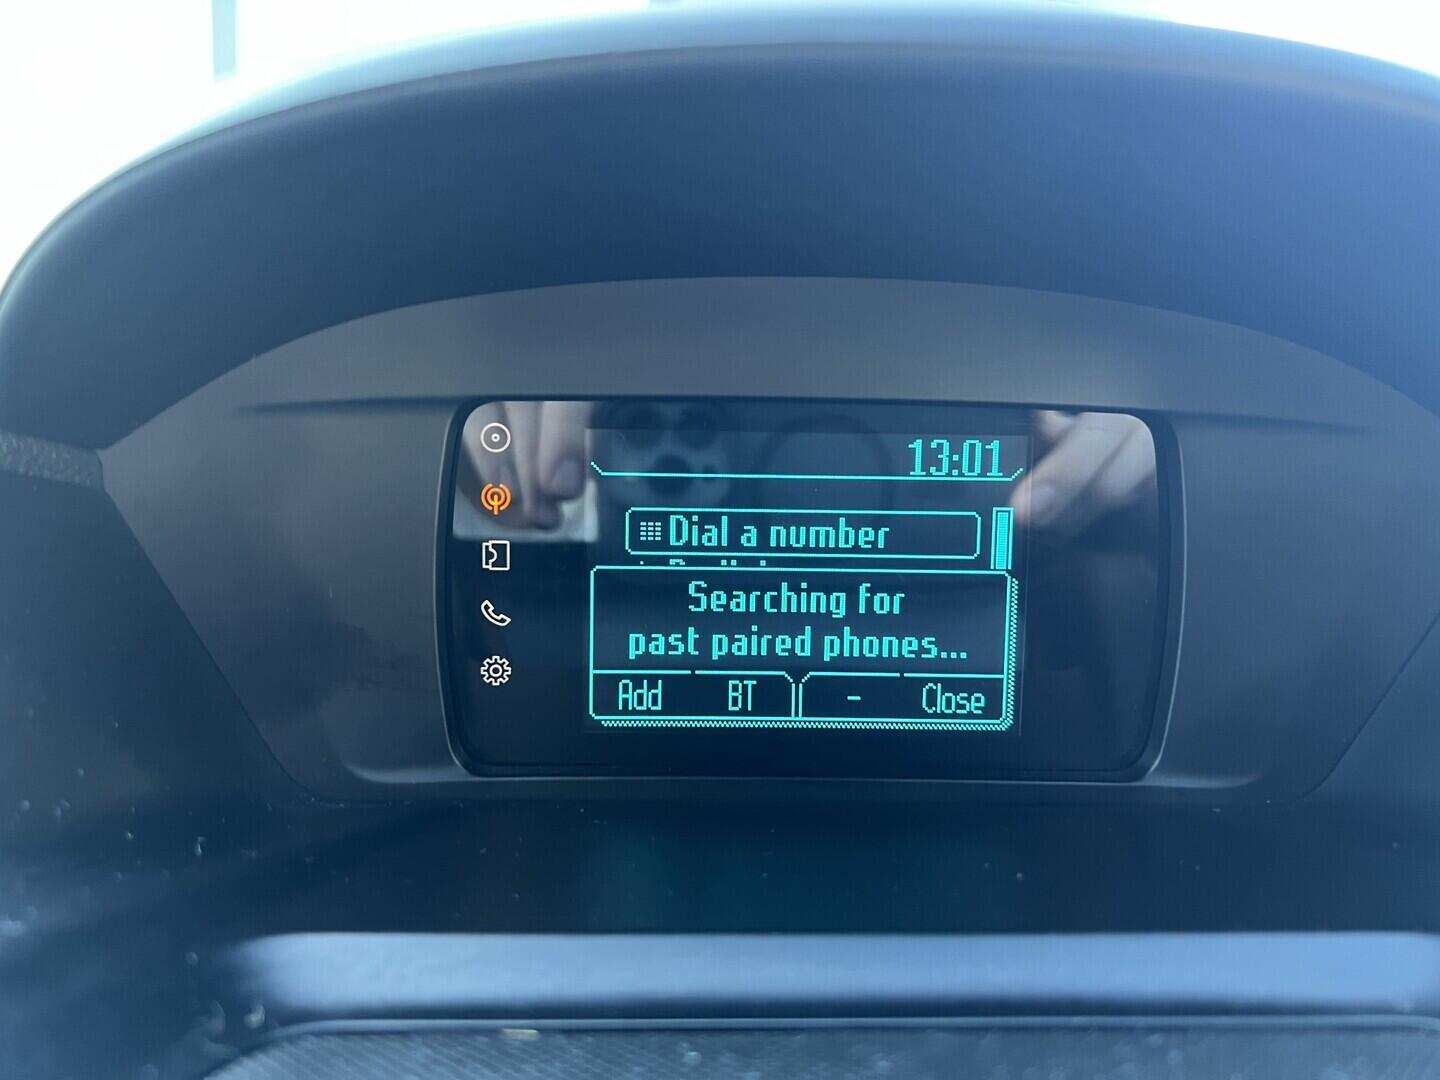 13:01
Dial a number
Searching for
past paired phones...
Add BT - Close